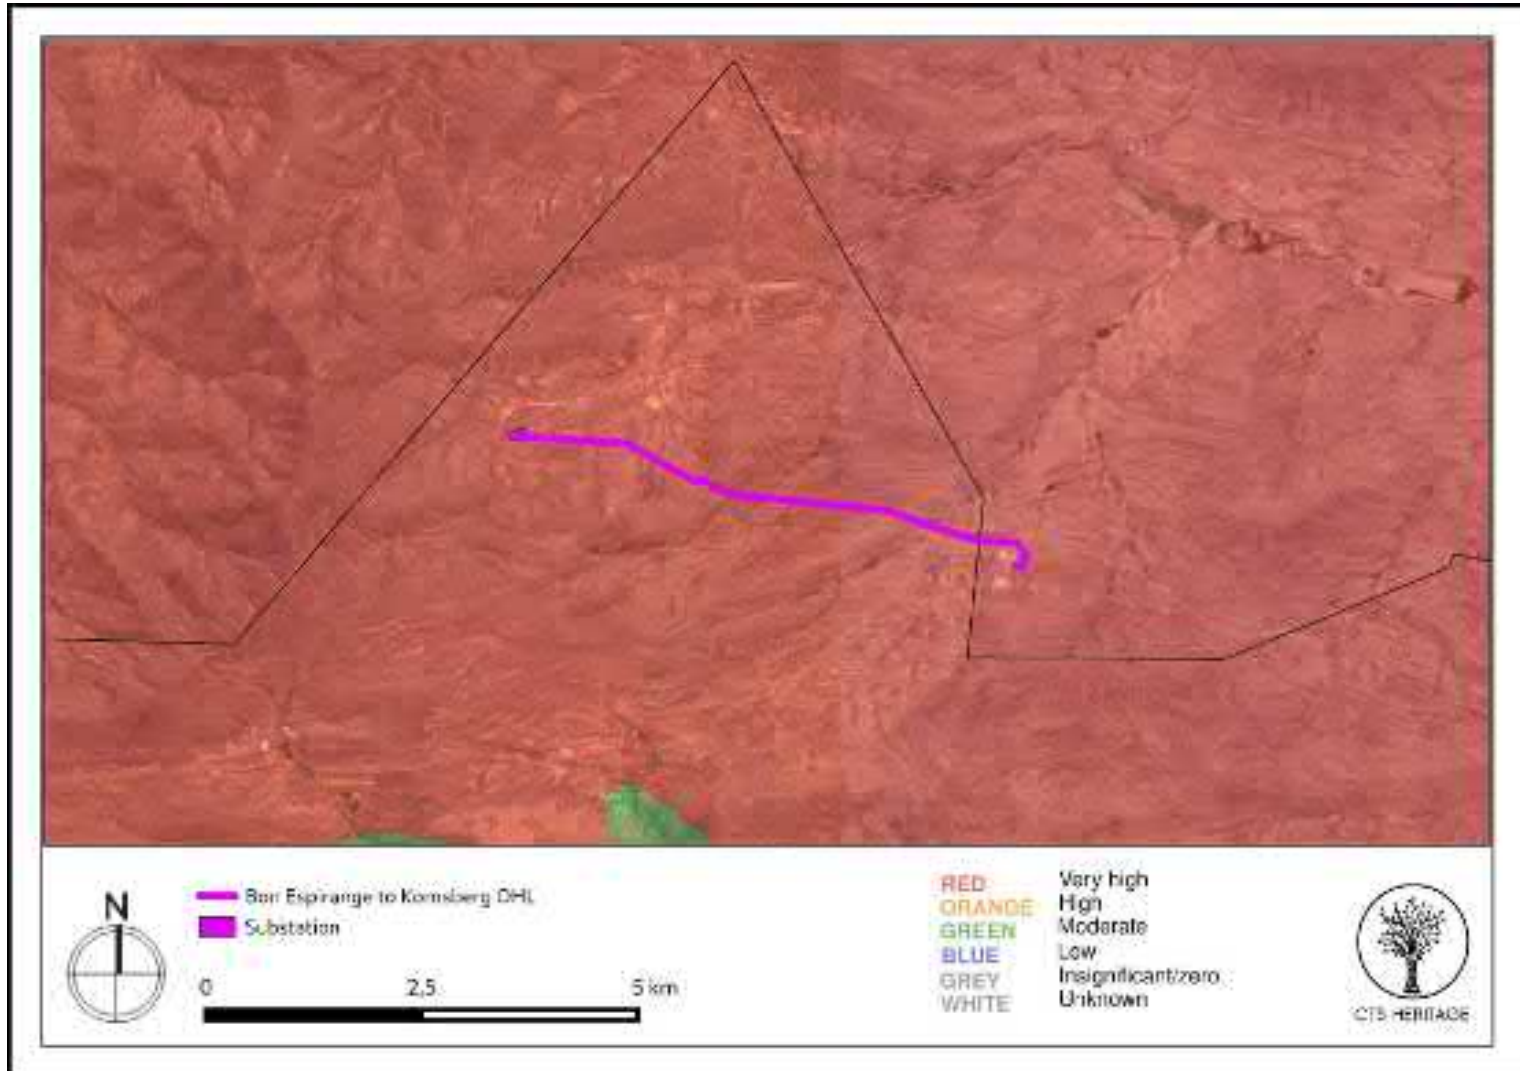 N
Bon Espirange to Komsberg OHL
Substation
0 2,5 5 km
RED Very high
ORANGE High
GREEN Moderate
BLUE Low
GREY Insignificant/zero
WHITE Unknown
CTS HERITAGE